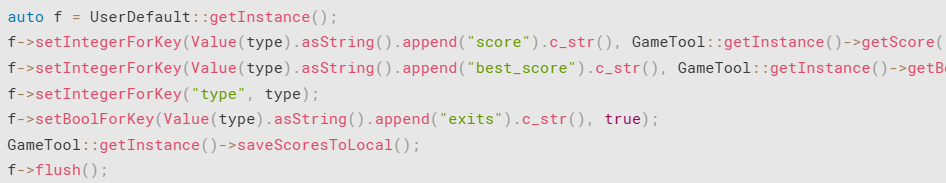 auto f = UserDefault::getInstance();
f->setIntegerForKey(Value(type).asString().append("score").c_str(), GameTool::getInstance()->getScore(
f->setIntegerForKey(Value(type).asString().append("best_score").c_str(), GameTool::getInstance()->getB
f->setIntegerForKey("type", type);
f->setBoolForKey(Value(type).asString().append("exits").c_str(), true);
GameTool::getInstance()->saveScoresToLocal();
f->flush();